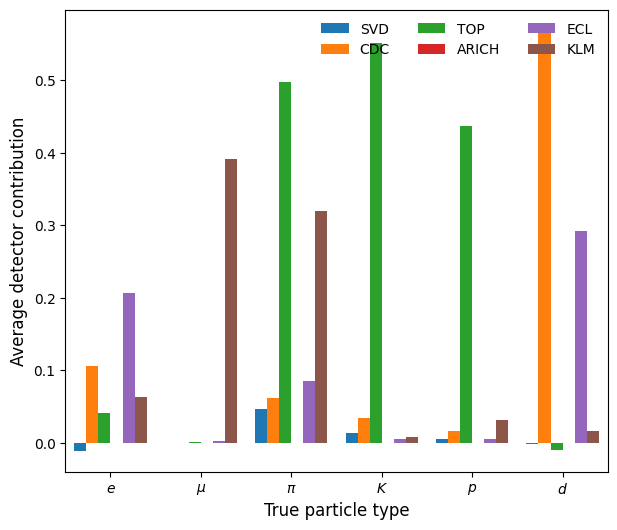 SVD
CDC
TOP
ARICH
ECL
KLM
Average detector contribution
0.5
0.4
0.3
0.2
0.1
0.0
e
μ
π
K
p
d
True particle type